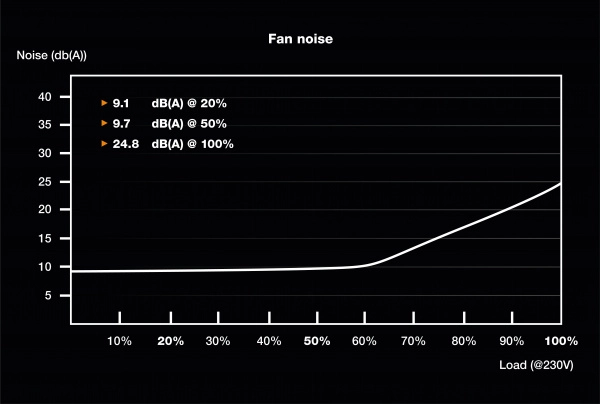 Fan noise
Noise (db(A))
▶ 9.1 dB(A) @ 20%
▶ 9.7 dB(A) @ 50%
▶ 24.8 dB(A) @ 100%
40
35
30
25
20
15
10
5
10% 20% 30% 40% 50% 60% 70% 80% 90% 100%
Load (@230V)